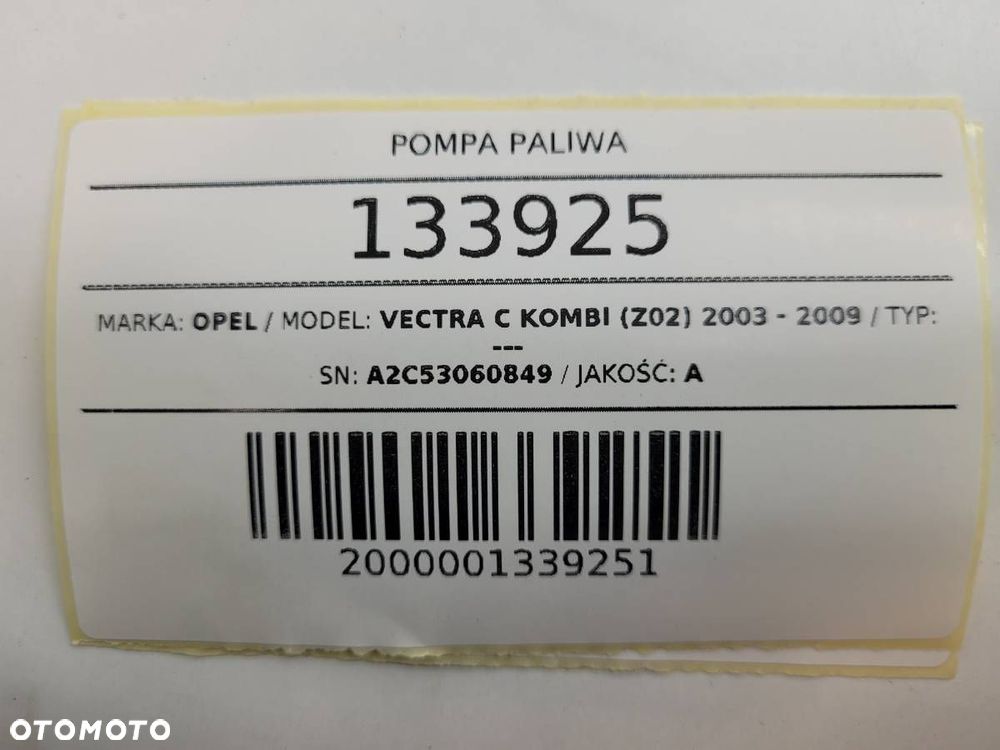 POMPA PALIWA
133925
MARKA: OPEL / MODEL: VECTRA C KOMBI (Z02) 2003 - 2009 / TYP:
---
SN: A2C53060849 / JAKOŚĆ: A
2000001339251
OTOMOTO